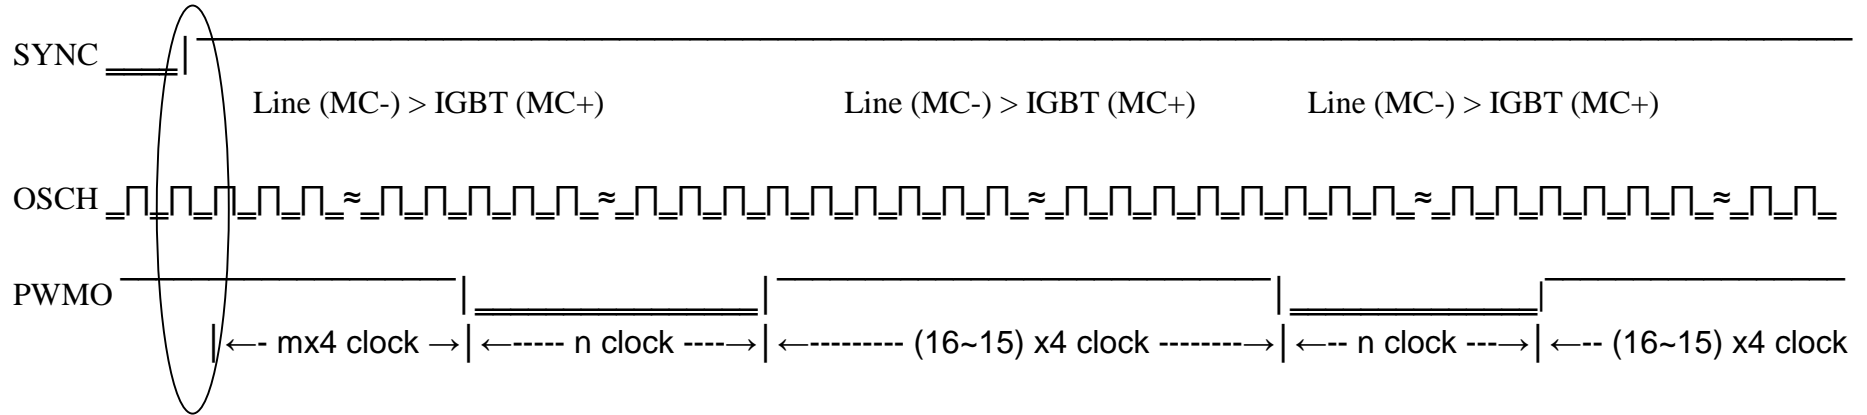 SYNC
Line (MC-) > IGBT (MC+) Line (MC-) > IGBT (MC+) Line (MC-) > IGBT (MC+)
OSCH ≈ ≈ ≈ ≈ ≈
PWMO
|←- mx4 clock →|←----- n clock ----→|←--------- (16~15) x4 clock --------→|←-- n clock ---→|←-- (16~15) x4 clock